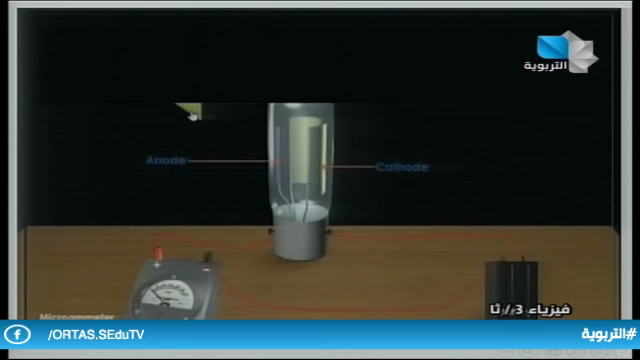 التربوية
Anode
Cathode
Microammeter
فيزياء /3 ثا
/ORTAS.SEduTV
#التربوية